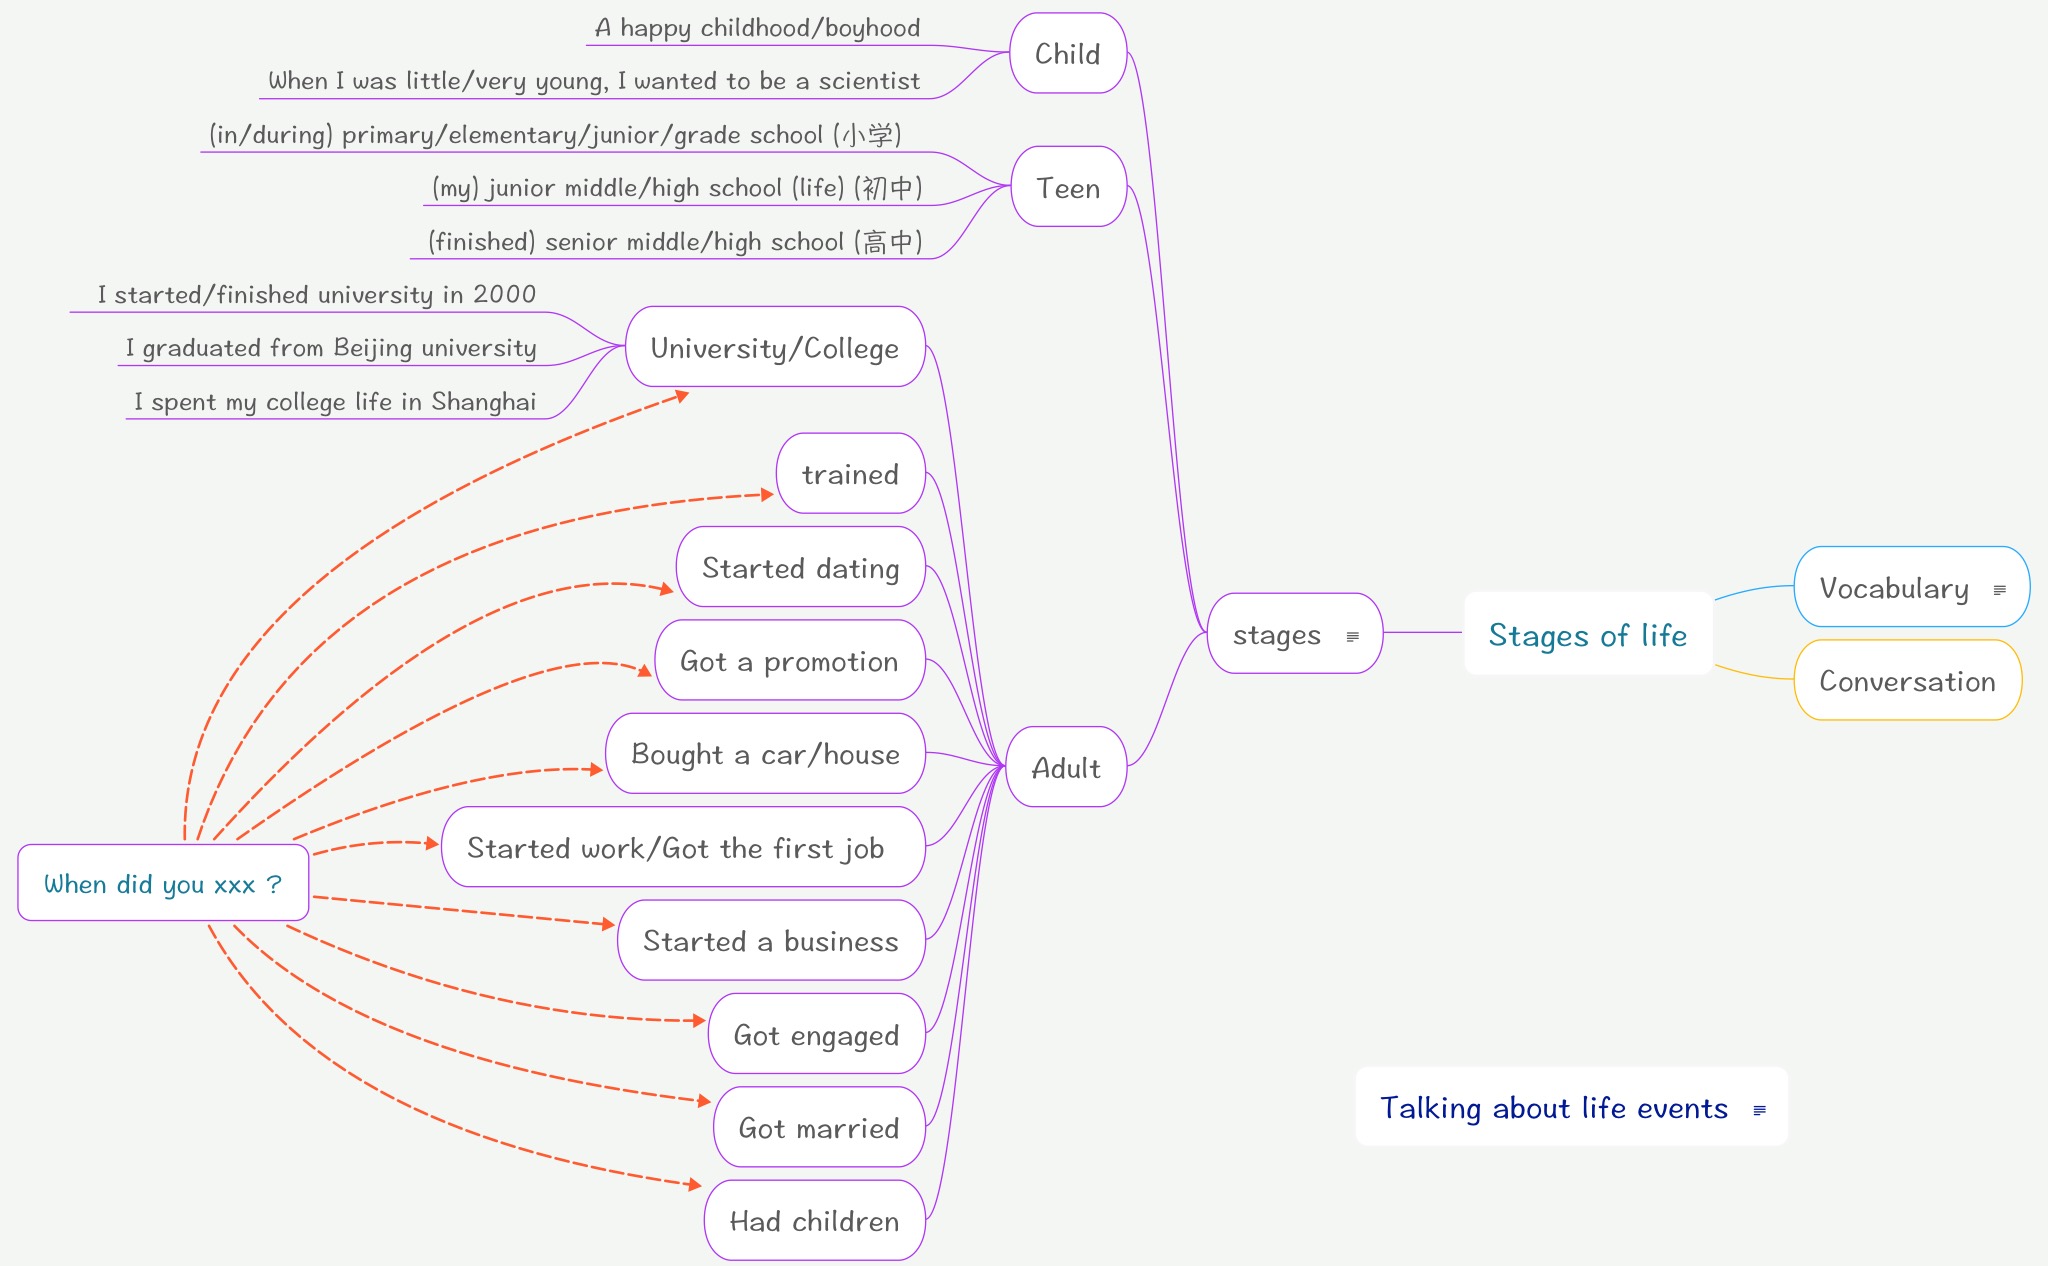 A happy childhood/boyhood
When I was little/very young, I wanted to be a scientist
Child
(in/during) primary/elementary/junior/grade school (小学)
(my) junior middle/high school (life) (初中)
(finished) senior middle/high school (高中)
Teen
I started/finished university in 2000
I graduated from Beijing university
I spent my college life in Shanghai
University/College
trained
Started dating
Got a promotion
Bought a car/house
Started work/Got the first job
Started a business
Got engaged
Got married
Had children
When did you xxx ?
Adult
stages
Stages of life
Vocabulary
Conversation
Talking about life events